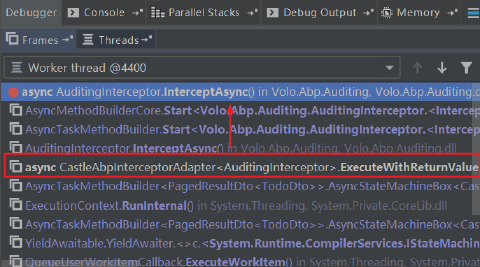 Debugger Console Parallel Stacks Debug Output Memory
Frames Threads
Worker thread @4400
async AuditingInterceptor.InterceptAsync() in Volo.Abp.Auditing, Volo.Abp.Auditing.d
AsyncMethodBuilderCore.Start<Volo.Abp.Auditing.AuditingInterceptor.<Intercep
AsyncTaskMethodBuilder.Start<Volo.Abp.Auditing.AuditingInterceptor.<Intercep
AuditingInterceptor.InterceptAsync() in Volo.Abp.Auditing, Volo.Abp.Auditing.dll
async CastleAbpInterceptorAdapter<AuditingInterceptor>.ExecuteWithReturnValue
AsyncTaskMethodBuilder<PagedResultDto<TodoDto>>.AsyncStateMachineBox<Cast
ExecutionContext.RunInternal() in System.Threading, System.Private.CoreLib.dll
AsyncTaskMethodBuilder<PagedResultDto<TodoDto>>.AsyncStateMachineBox<Cast
YieldAwaitable.YieldAwaiter.<>c.<System.Runtime.CompilerServices.IStateMachin
QueueUserWorkItemCallback.ExecuteWorkItem() in System.Threading, System.Priva